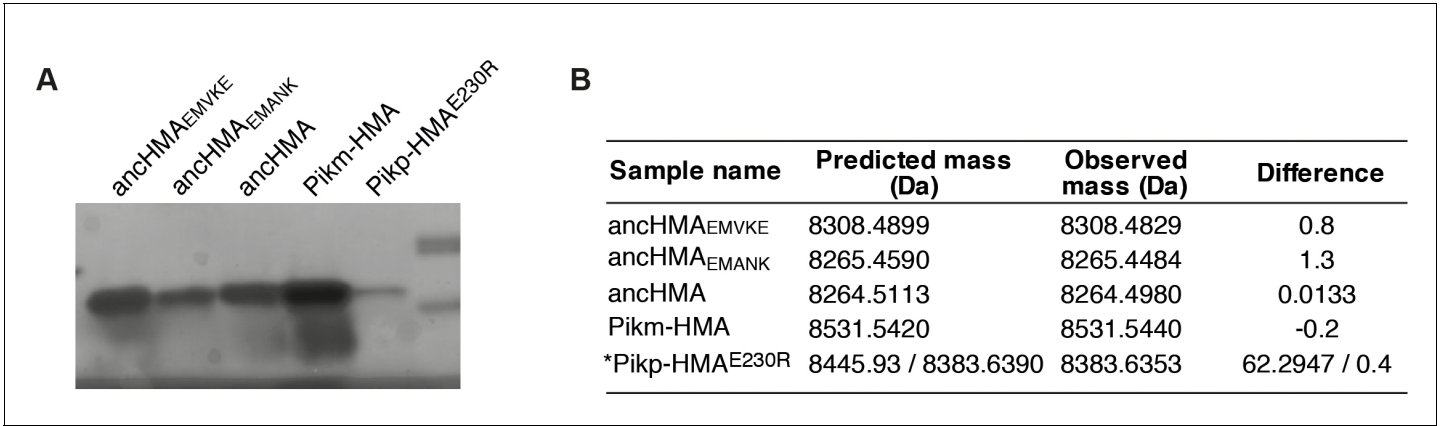 A
B
ancHMAEMVKE
ancHMAEMANK
ancHMA
Pikm-HMA
Pikp-HMAE230R
Sample name Predicted mass (Da) Observed mass (Da) Difference
ancHMAEMVKE 8308.4899 8308.4829 0.8
ancHMAEMANK 8265.4590 8265.4484 1.3
ancHMA 8264.5113 8264.4980 0.0133
Pikm-HMA 8531.5420 8531.5440 -0.2
*Pikp-HMAE230R 8445.93 / 8383.6390 8383.6353 62.2947 / 0.4